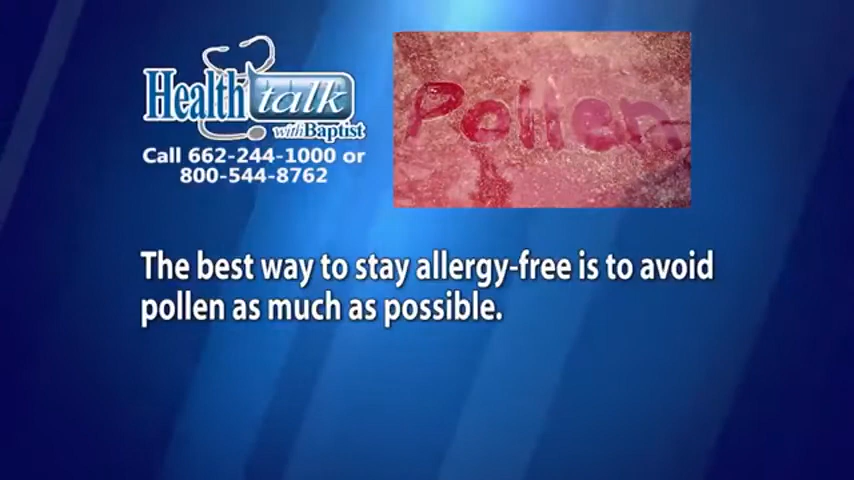 Health talk
with Baptist
Call 662-244-1000 or
800-544-8762
Pollen
The best way to stay allergy-free is to avoid
pollen as much as possible.